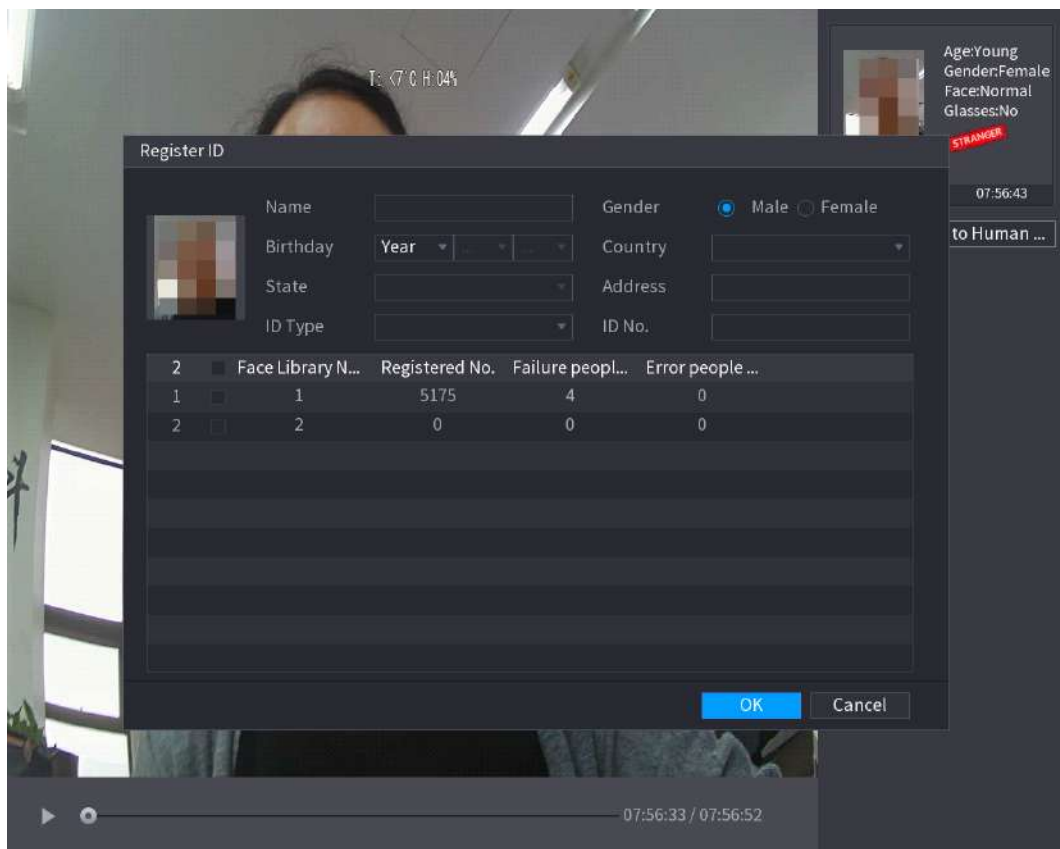 T: <7°C H:04%
Age:Young
Gender:Female
Face:Normal
Glasses:No
STRANGER
07:56:43
to Human ...
Register ID
Name
Gender Male Female
Birthday Year ... ...
Country
State
Address
ID Type
ID No.
2 Face Library N... Registered No. Failure peopl... Error people ...
1 1 5175 4 0
2 2 0 0 0
OK Cancel
07:56:33 / 07:56:52